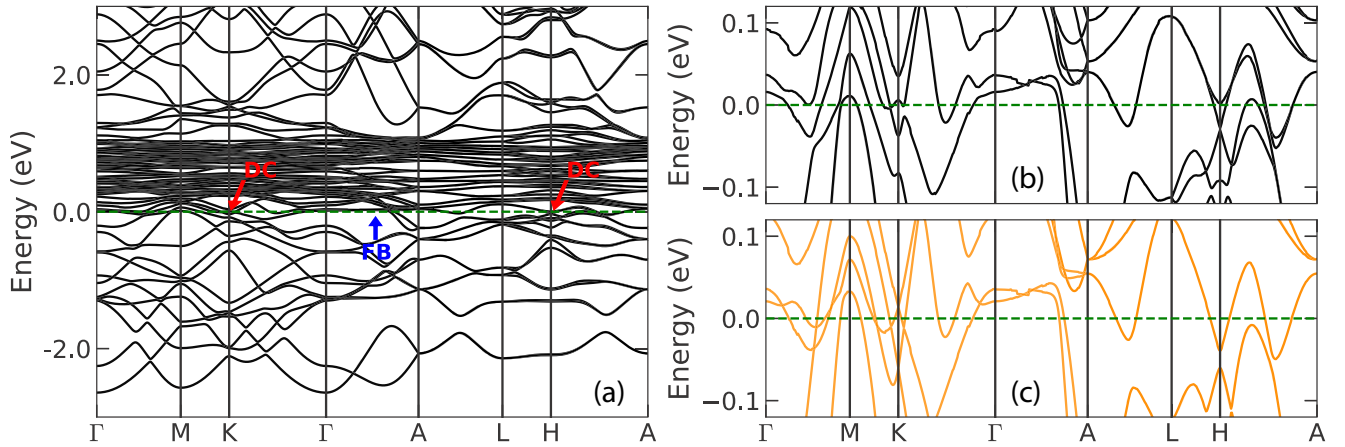 Energy (eV)
2.0
0.0
-2.0
DC
DC
FB
(a)
Γ M K Γ A L H A
Energy (eV)
0.1
0.0
−0.1
(b)
Energy (eV)
0.1
0.0
−0.1
(c)
Γ M K Γ A L H A